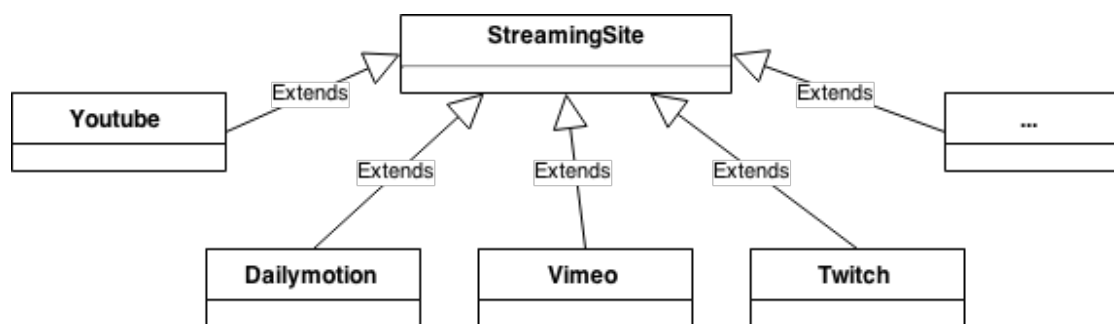 StreamingSite
Extends
Extends
Youtube
...
Extends
Extends
Extends
Dailymotion
Vimeo
Twitch